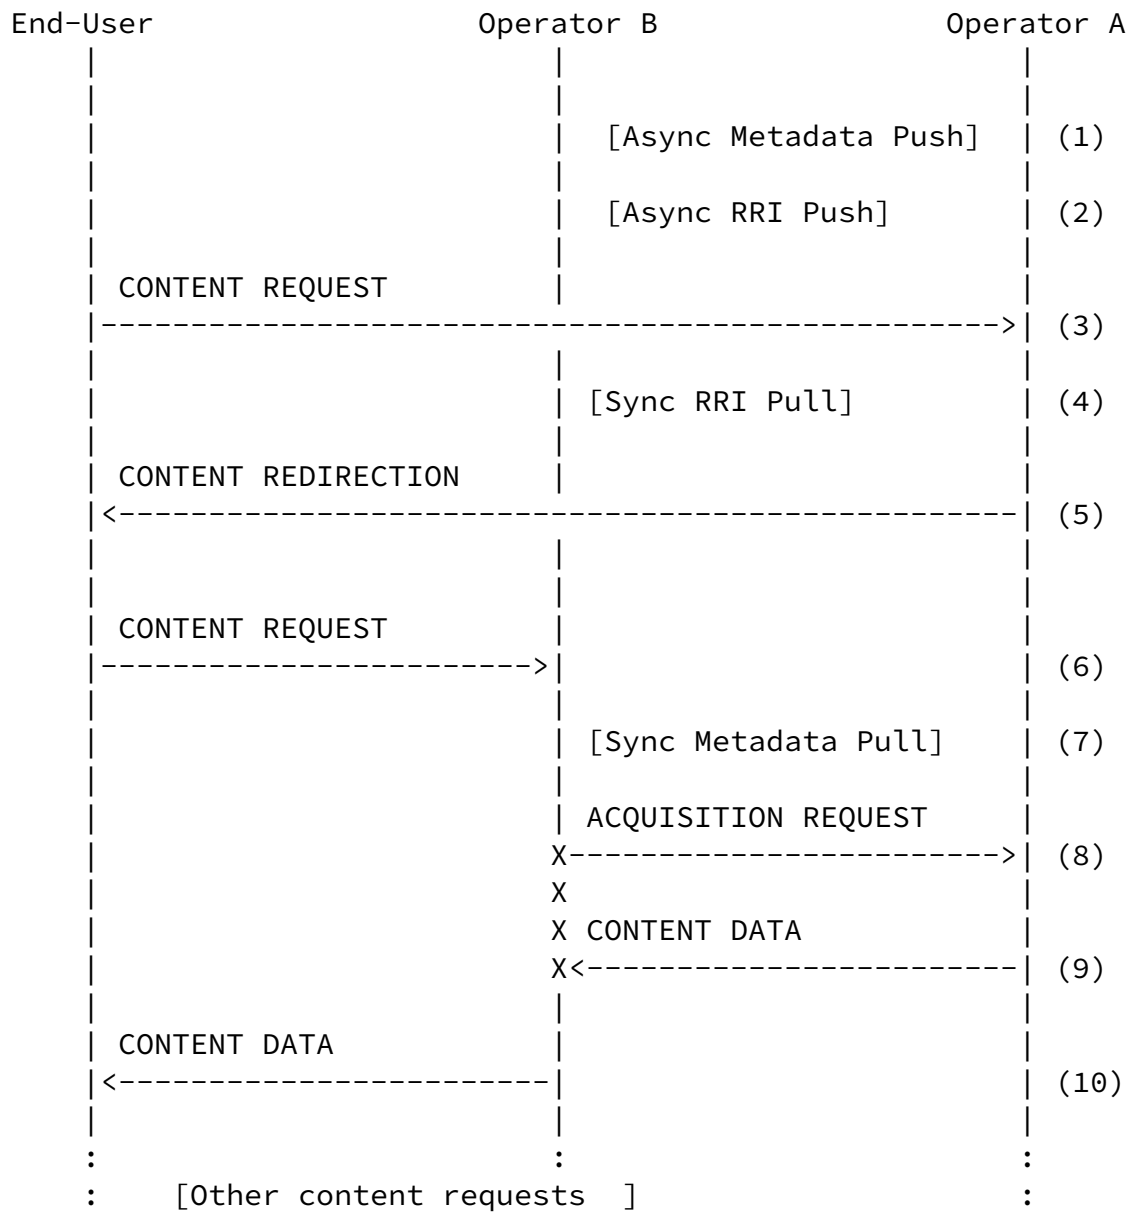 End-User Operator B Operator A
[Async Metadata Push] (1)
[Async RRI Push] (2)
CONTENT REQUEST
(3)
[Sync RRI Pull] (4)
CONTENT REDIRECTION
(5)
CONTENT REQUEST
(6)
[Sync Metadata Pull] (7)
ACQUISITION REQUEST
X (8)
X
X CONTENT DATA
X (9)
CONTENT DATA
(10)
: : :
: [Other content requests ] :